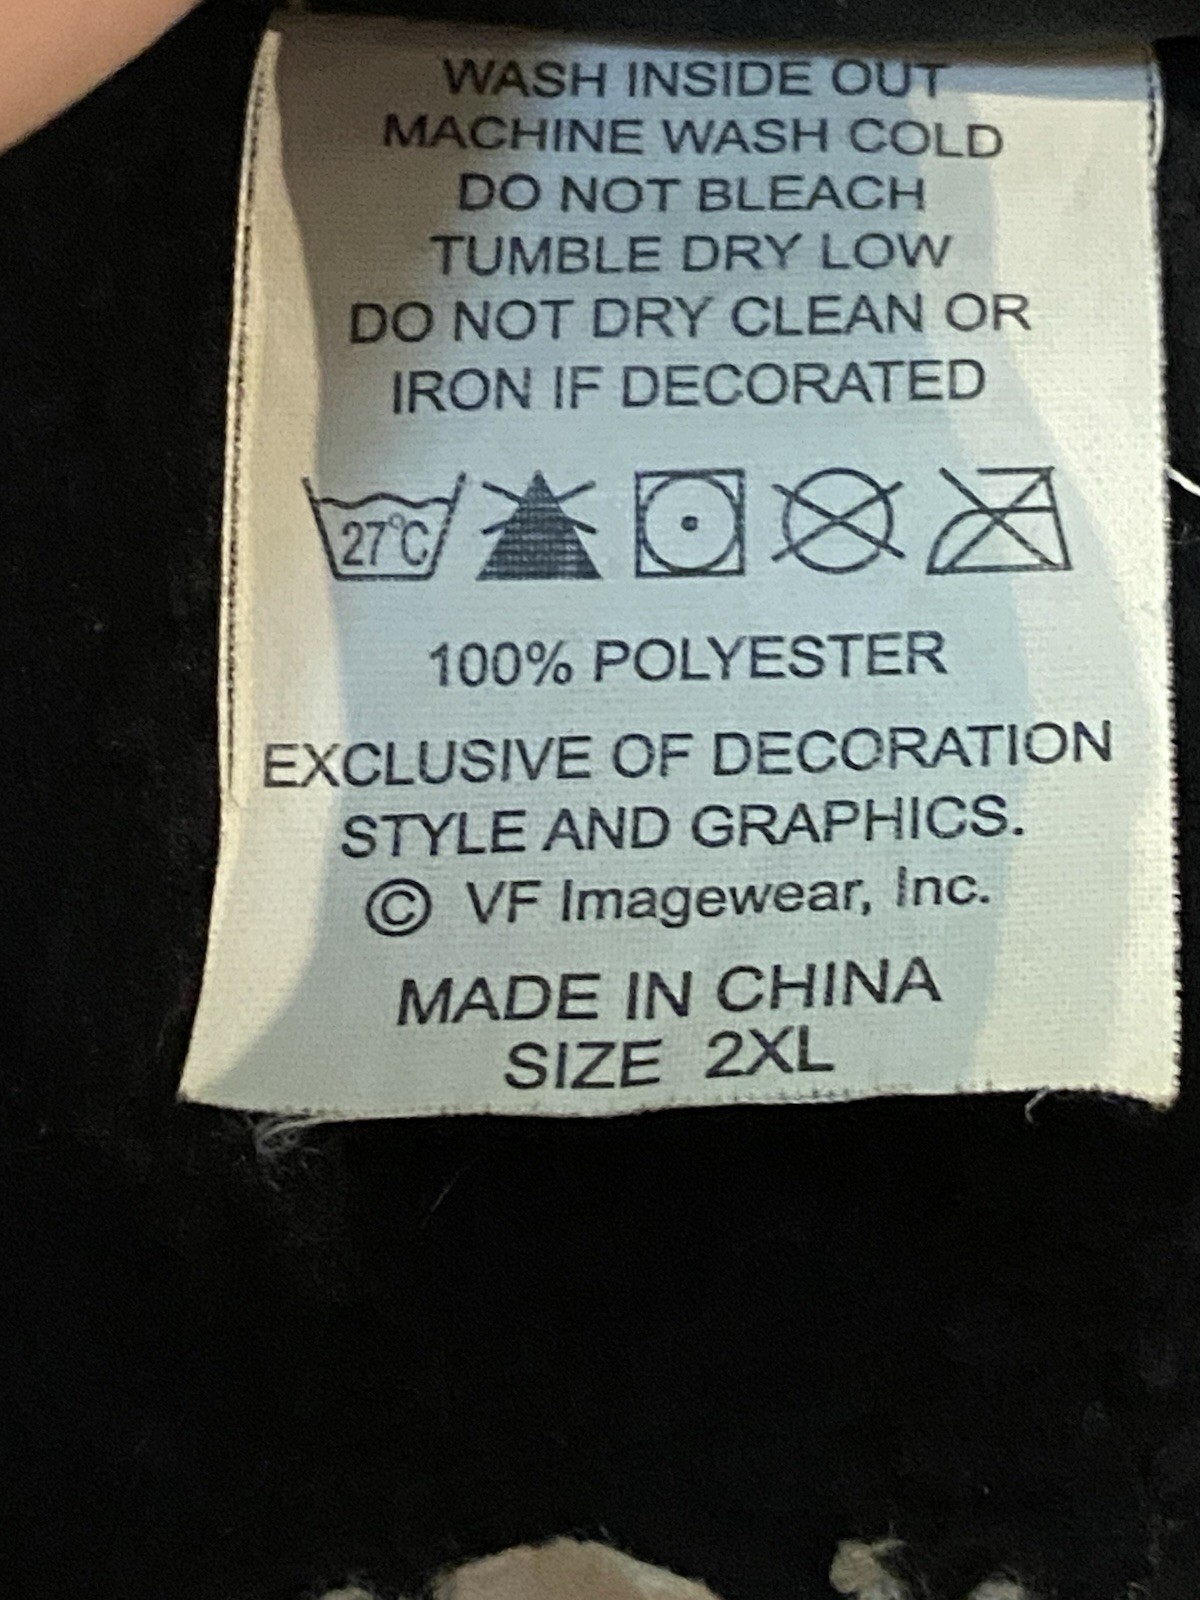 WASH INSIDE OUT
MACHINE WASH COLD
DO NOT BLEACH
TUMBLE DRY LOW
DO NOT DRY CLEAN OR
IRON IF DECORATED
27°C
100% POLYESTER
EXCLUSIVE OF DECORATION
STYLE AND GRAPHICS.
© VF Imagewear, Inc.
MADE IN CHINA
SIZE 2XL